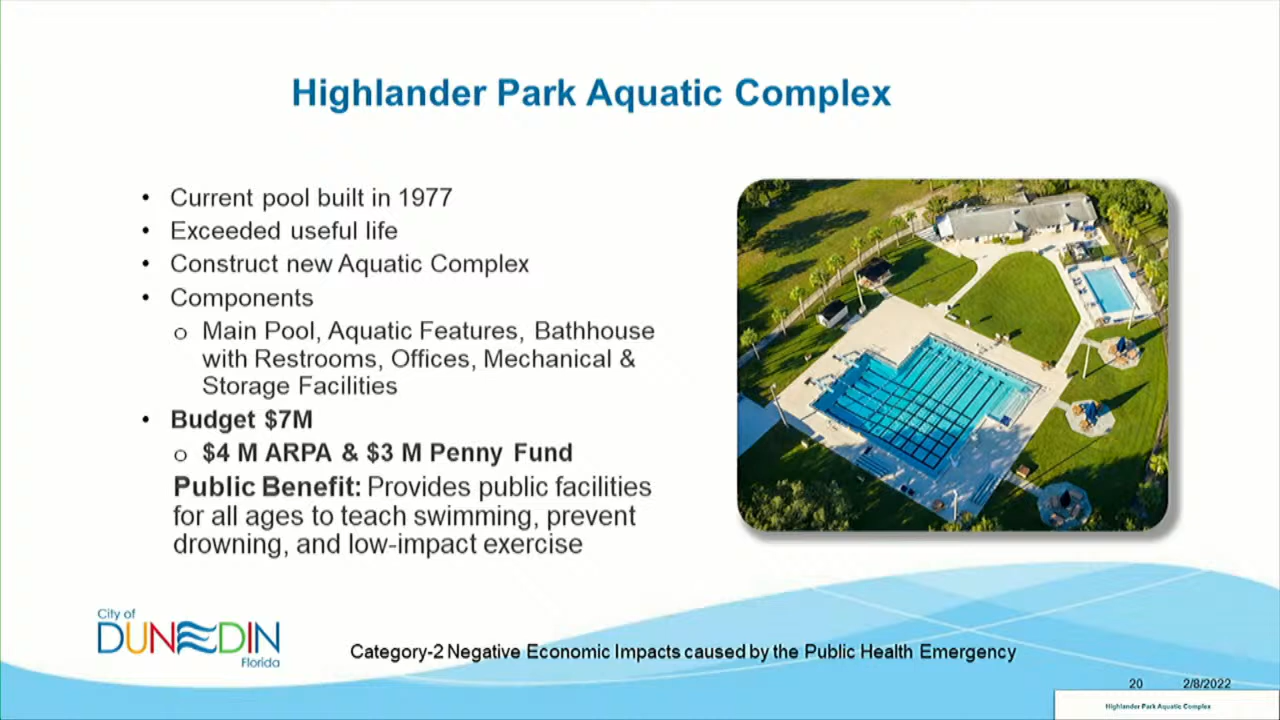 Highlander Park Aquatic Complex
• Current pool built in 1977
• Exceeded useful life
• Construct new Aquatic Complex
• Components
o Main Pool, Aquatic Features, Bathhouse
with Restrooms, Offices, Mechanical &
Storage Facilities
• Budget $7M
o $4 M ARPA & $3 M Penny Fund
Public Benefit: Provides public facilities
for all ages to teach swimming, prevent
drowning, and low-impact exercise
City of
DUNEDIN
Florida
Category-2 Negative Economic Impacts caused by the Public Health Emergency
20 2/8/2022
Highlander Park Aquatic Complex